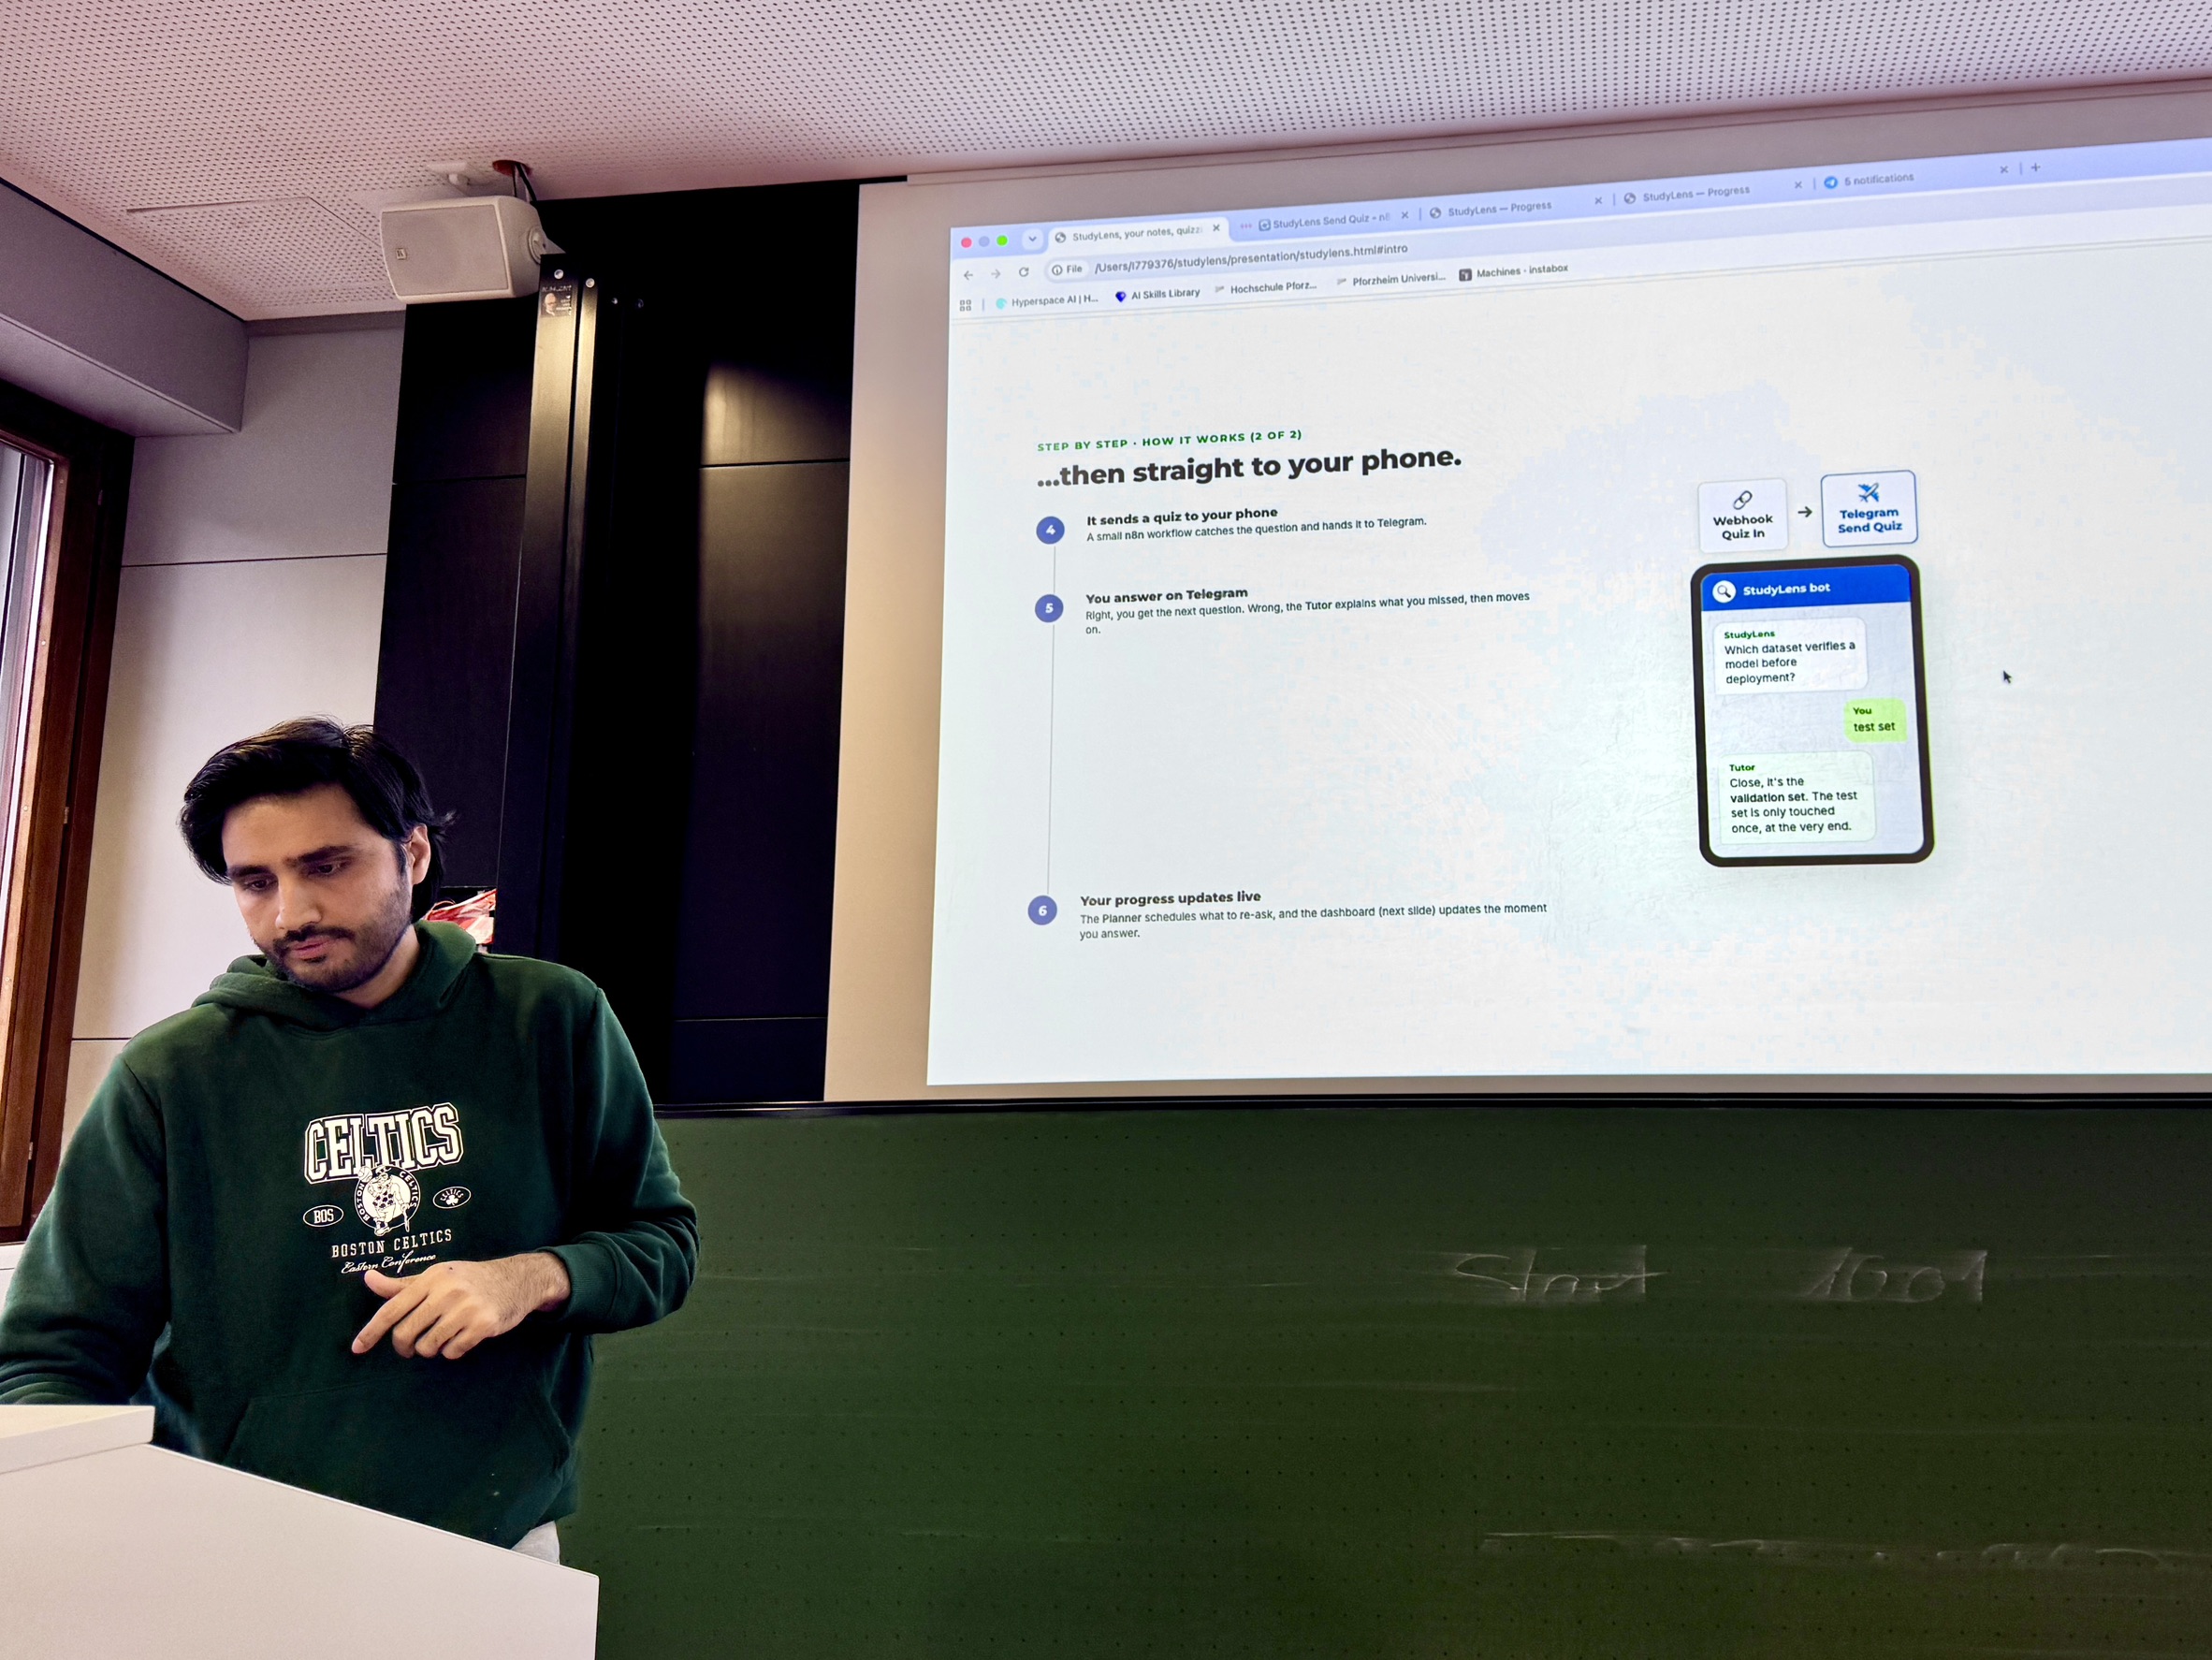 StudyLens, your notes, quizz
StudyLens Send Quiz - n8
StudyLens — Progress
StudyLens — Progress
5 notifications
File
/Users/I779376/studylens/presentation/studylens.html#intro
Hyperspace AI | H...
AI Skills Library
Hochschule Pforz...
Pforzheim Universi...
Machines - instabox
STEP BY STEP · HOW IT WORKS (2 OF 2)
...then straight to your phone.
4
It sends a quiz to your phone
A small n8n workflow catches the question and hands it to Telegram.
5
You answer on Telegram
Right, you get the next question. Wrong, the Tutor explains what you missed, then moves
on.
6
Your progress updates live
The Planner schedules what to re-ask, and the dashboard (next slide) updates the moment
you answer.
Webhook
Quiz In
Telegram
Send Quiz
StudyLens bot
StudyLens
Which dataset verifies a
model before
deployment?
You
test set
Tutor
Close, it's the
validation set. The test
set is only touched
once, at the very end.
CELTICS
BOSTON CELTICS
BOS
CELTICS
BOSTON CELTICS
Eastern Conference
Start